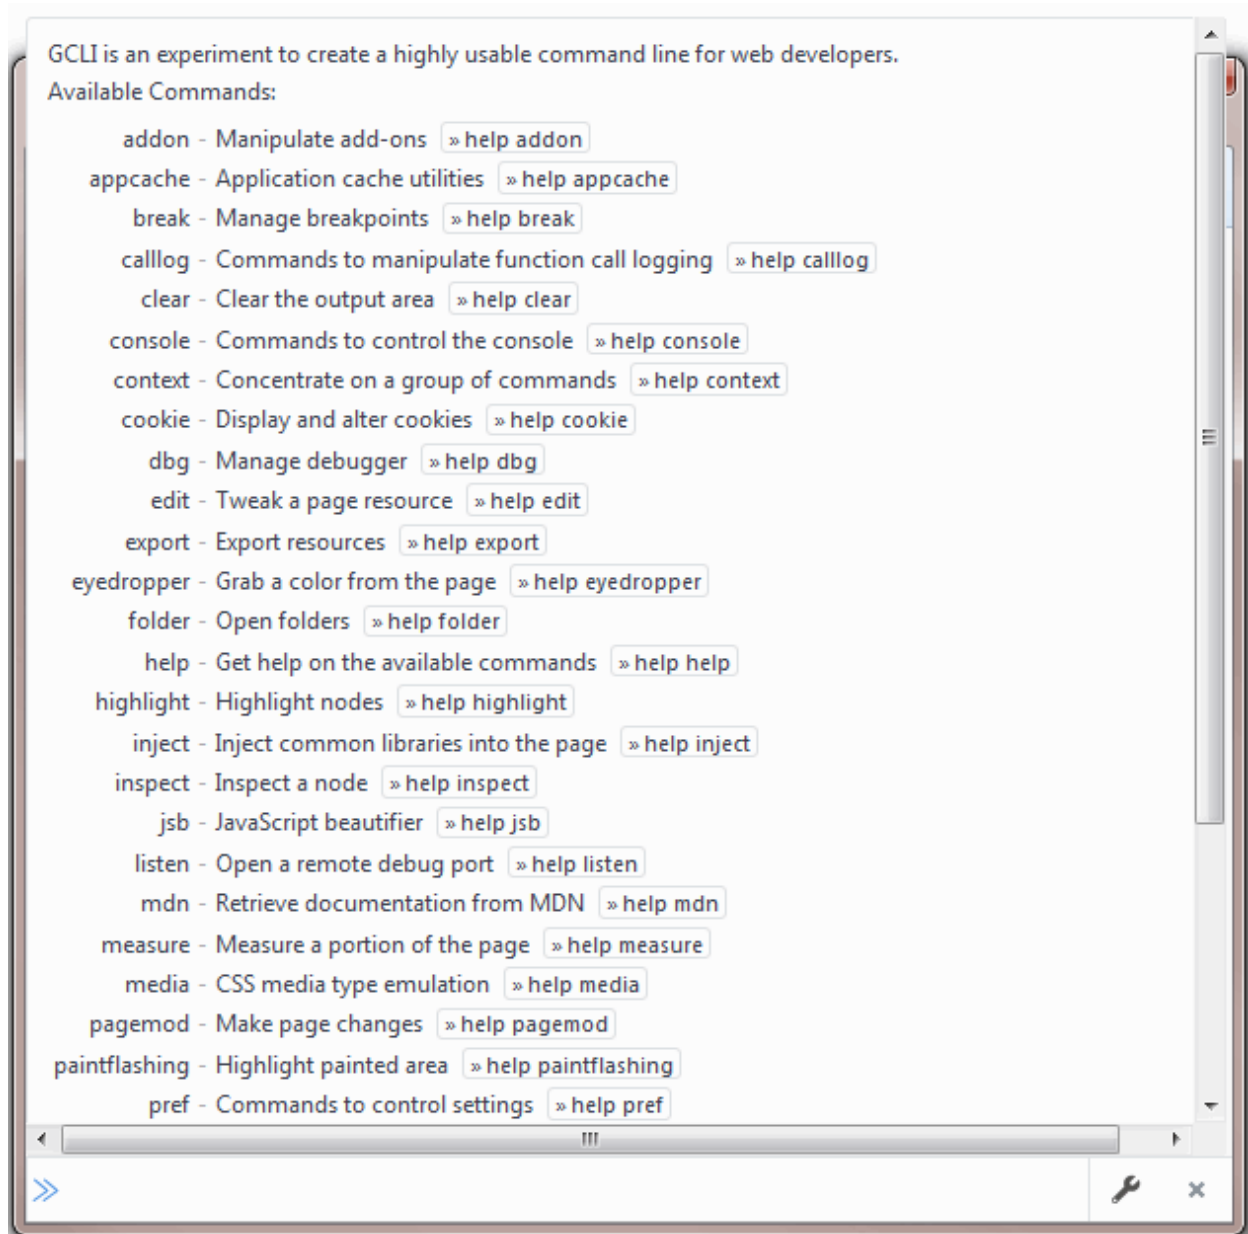 GCLI is an experiment to create a highly usable command line for web developers.
Available Commands:
addon - Manipulate add-ons » help addon
appcache - Application cache utilities » help appcache
break - Manage breakpoints » help break
calllog - Commands to manipulate function call logging » help calllog
clear - Clear the output area » help clear
console - Commands to control the console » help console
context - Concentrate on a group of commands » help context
cookie - Display and alter cookies » help cookie
dbg - Manage debugger » help dbg
edit - Tweak a page resource » help edit
export - Export resources » help export
eyedropper - Grab a color from the page » help eyedropper
folder - Open folders » help folder
help - Get help on the available commands » help help
highlight - Highlight nodes » help highlight
inject - Inject common libraries into the page » help inject
inspect - Inspect a node » help inspect
jsb - JavaScript beautifier » help jsb
listen - Open a remote debug port » help listen
mdn - Retrieve documentation from MDN » help mdn
measure - Measure a portion of the page » help measure
media - CSS media type emulation » help media
pagemod - Make page changes » help pagemod
paintflashing - Highlight painted area » help paintflashing
pref - Commands to control settings » help pref